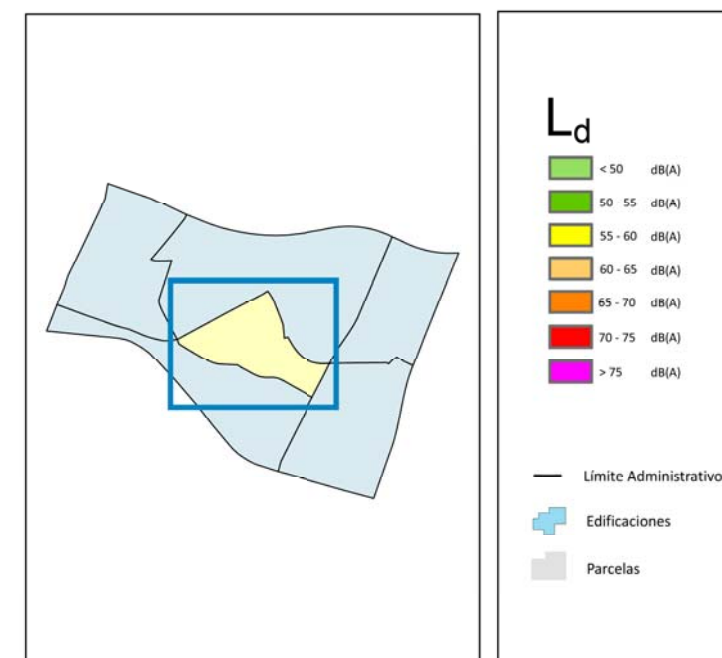 Ld
< 50 dB(A)
50 - 55 dB(A)
55 - 60 dB(A)
60 - 65 dB(A)
65 - 70 dB(A)
70 - 75 dB(A)
> 75 dB(A)
Límite Administrativo
Edificaciones
Parcelas